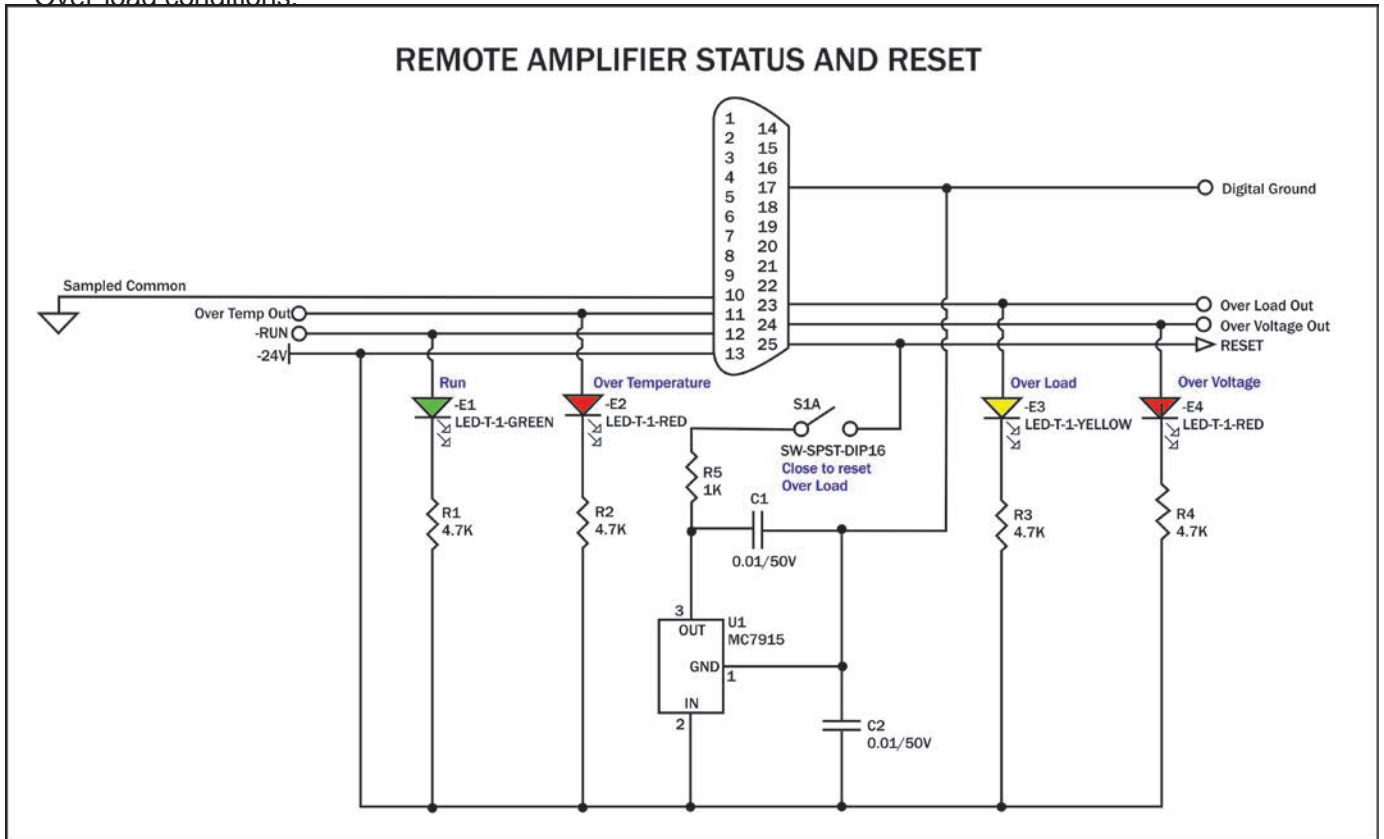 Over load conditions.
REMOTE AMPLIFIER STATUS AND RESET
1
2
3
4
5
6
7
8
9
10
11
12
13
14
15
16
17
18
19
20
21
22
23
24
25
Digital Ground
Sampled Common
Over Temp Out
-RUN
-24V
Over Load Out
Over Voltage Out
RESET
Run
-E1
LED-T-1-GREEN
Over Temperature
-E2
LED-T-1-RED
S1A
SW-SPST-DIP16
Close to reset
Over Load
Over Load
-E3
LED-T-1-YELLOW
Over Voltage
-E4
LED-T-1-RED
R1
4.7K
R2
4.7K
R5
1K
C1
0.01/50V
R3
4.7K
R4
4.7K
3
OUT
U1
MC7915
GND
1
IN
2
C2
0.01/50V